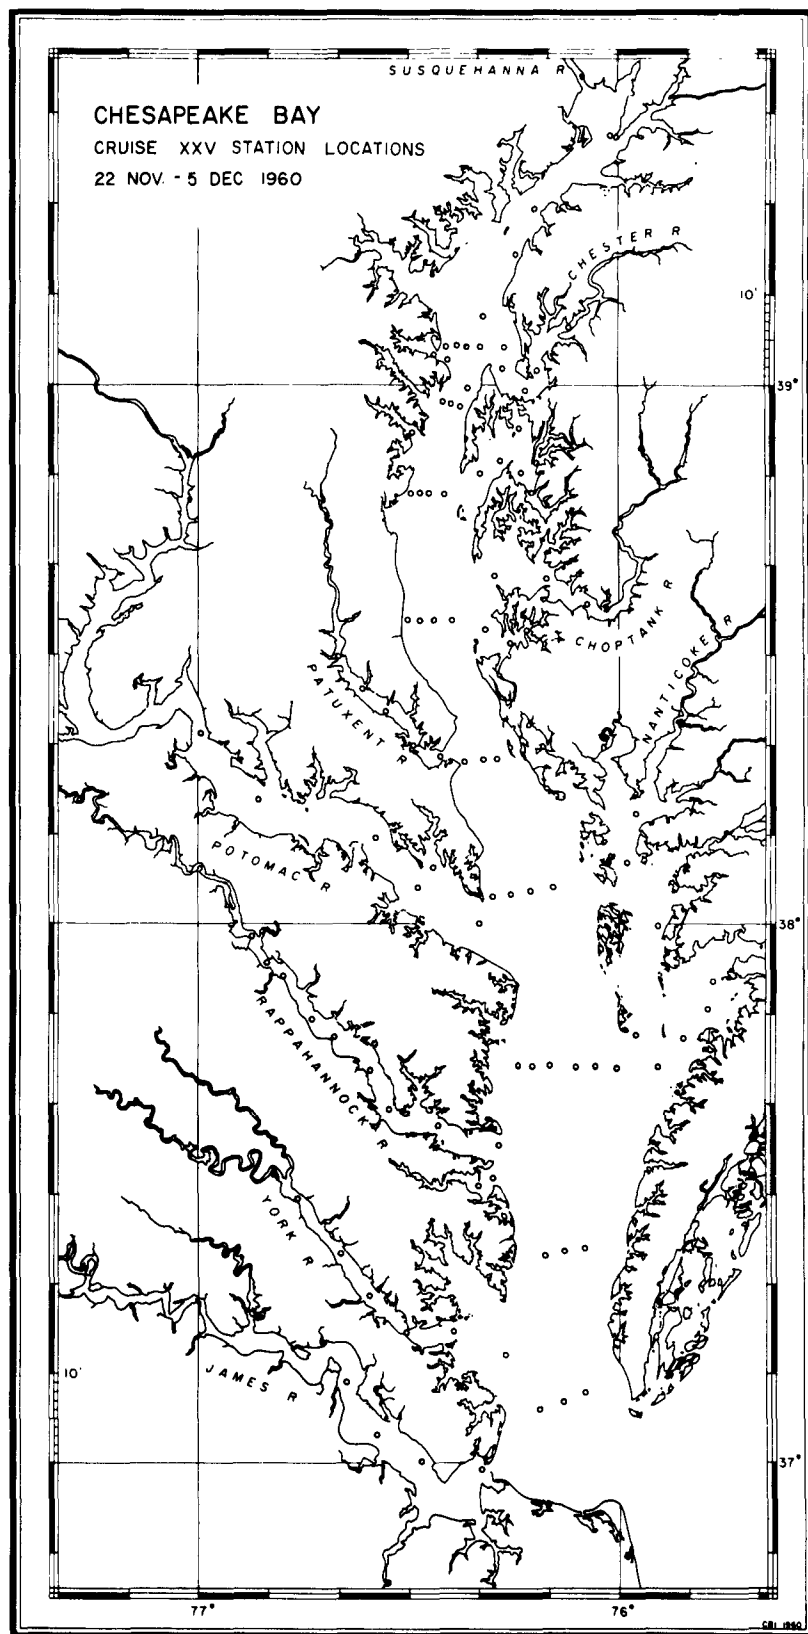 SUSQUEHANNA R
CHESAPEAKE BAY
CRUISE XXV STATION LOCATIONS
22 NOV. - 5 DEC 1960
CHESTER R
10'
39°
CHOPTANK R
NANTICOKE R
PATUXENT R
POTOMAC R
38°
RAPPAHANNOCK R
YORK R
JAMES R
10'
37°
77°
76°
CBI 1960